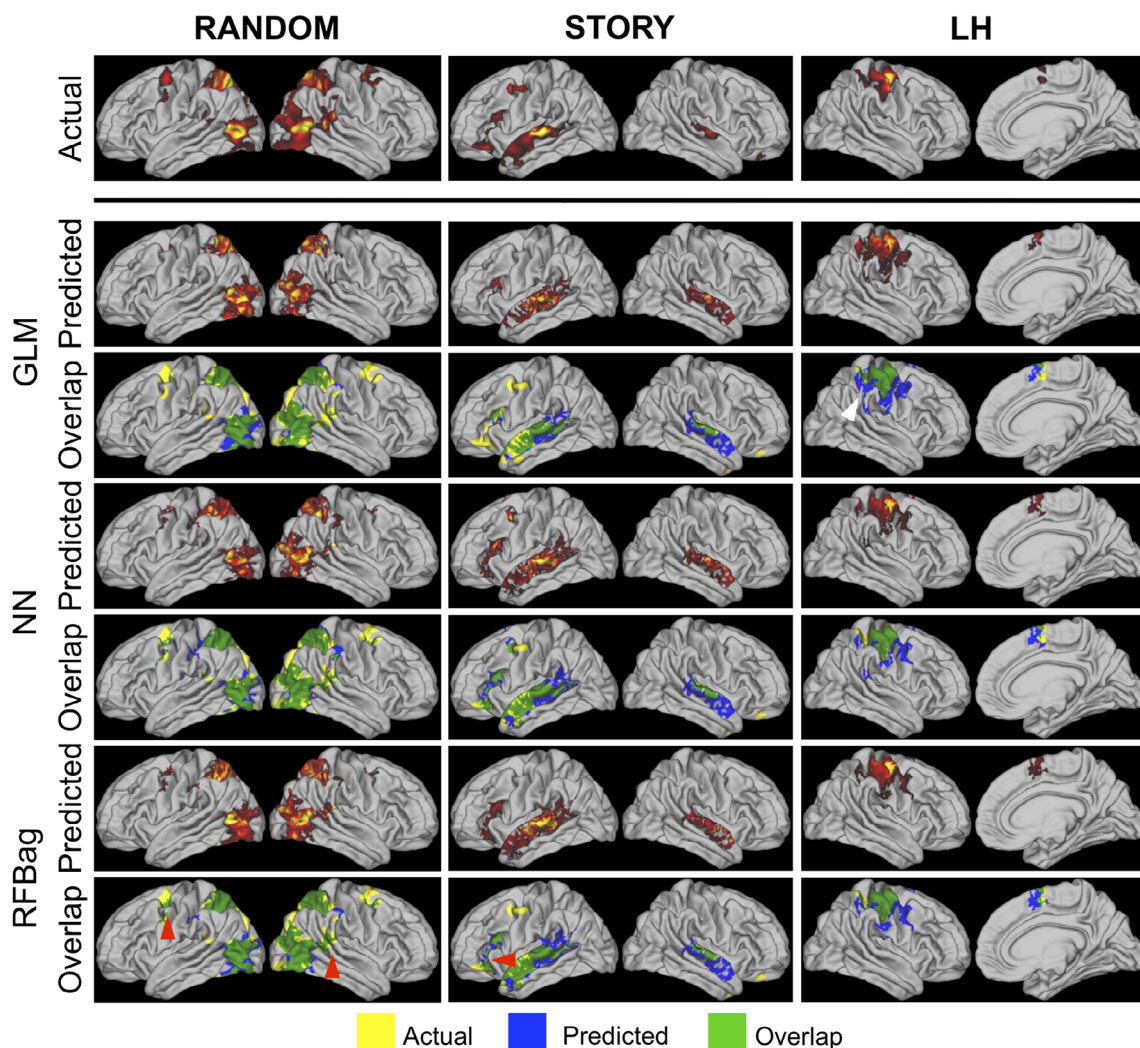 RANDOM STORY LH
Actual
GLM
Predicted
Overlap
NN
Predicted
Overlap
RFBag
Predicted
Overlap
Actual Predicted Overlap